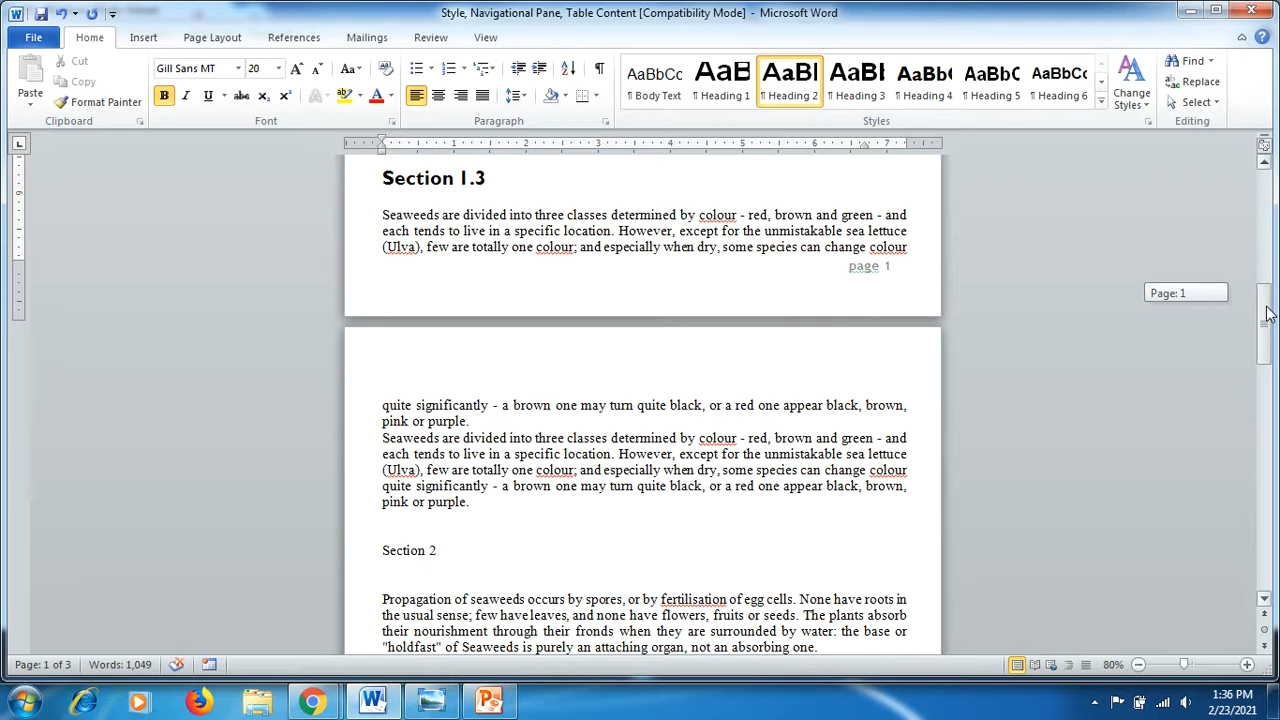 Style, Navigational Pane, Table Content [Compatibility Mode] - Microsoft Word
File Home Insert Page Layout References Mailings Review View
Paste
Cut
Copy
Format Painter
Clipboard
Gill Sans MT 20
Font
Paragraph
AaBbCc AaB AaBl AaBb AaBb AaBbC AaBbCc
¶ Body Text ¶ Heading 1 ¶ Heading 2 ¶ Heading 3 ¶ Heading 4 ¶ Heading 5 ¶ Heading 6
Styles
Change Styles
Find
Replace
Select
Editing
1 2 3 4 5 6 7
Section 1.3
Seaweeds are divided into three classes determined by colour - red, brown and green - and
each tends to live in a specific location. However, except for the unmistakable sea lettuce
(Ulva), few are totally one colour; and especially when dry, some species can change colour
page 1
Page: 1
quite significantly - a brown one may turn quite black, or a red one appear black, brown,
pink or purple.
Seaweeds are divided into three classes determined by colour - red, brown and green - and
each tends to live in a specific location. However, except for the unmistakable sea lettuce
(Ulva), few are totally one colour; and especially when dry, some species can change colour
quite significantly - a brown one may turn quite black, or a red one appear black, brown,
pink or purple.
Section 2
Propagation of seaweeds occurs by spores, or by fertilisation of egg cells. None have roots in
the usual sense; few have leaves, and none have flowers, fruits or seeds. The plants absorb
their nourishment through their fronds when they are surrounded by water: the base or
"holdfast" of Seaweeds is purely an attaching organ, not an absorbing one.
Page: 1 of 3 Words: 1,049 80%
1:36 PM
2/23/2021